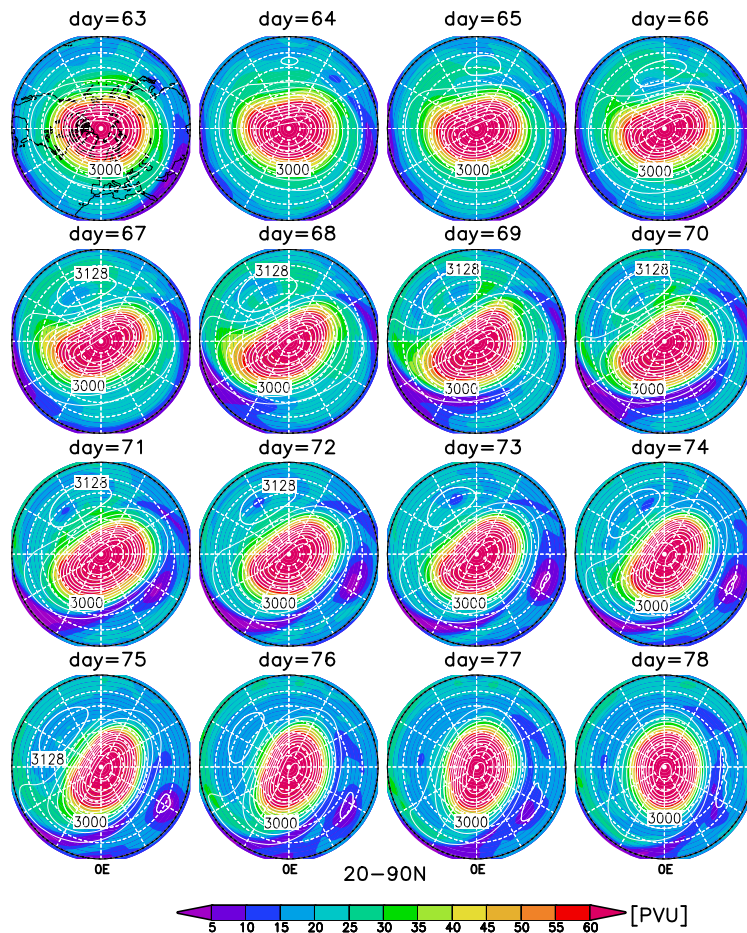 day=63 day=64 day=65 day=66
3000 3000 3000 3000
day=67 day=68 day=69 day=70
3128 3128 3128 3128
3000 3000 3000 3000
day=71 day=72 day=73 day=74
3128 3128
3000 3000 3000 3000
day=75 day=76 day=77 day=78
3128
3000 3000 3000 3000
0E 0E 0E 0E
20−90N
[PVU]
5 10 15 20 25 30 35 40 45 50 55 60